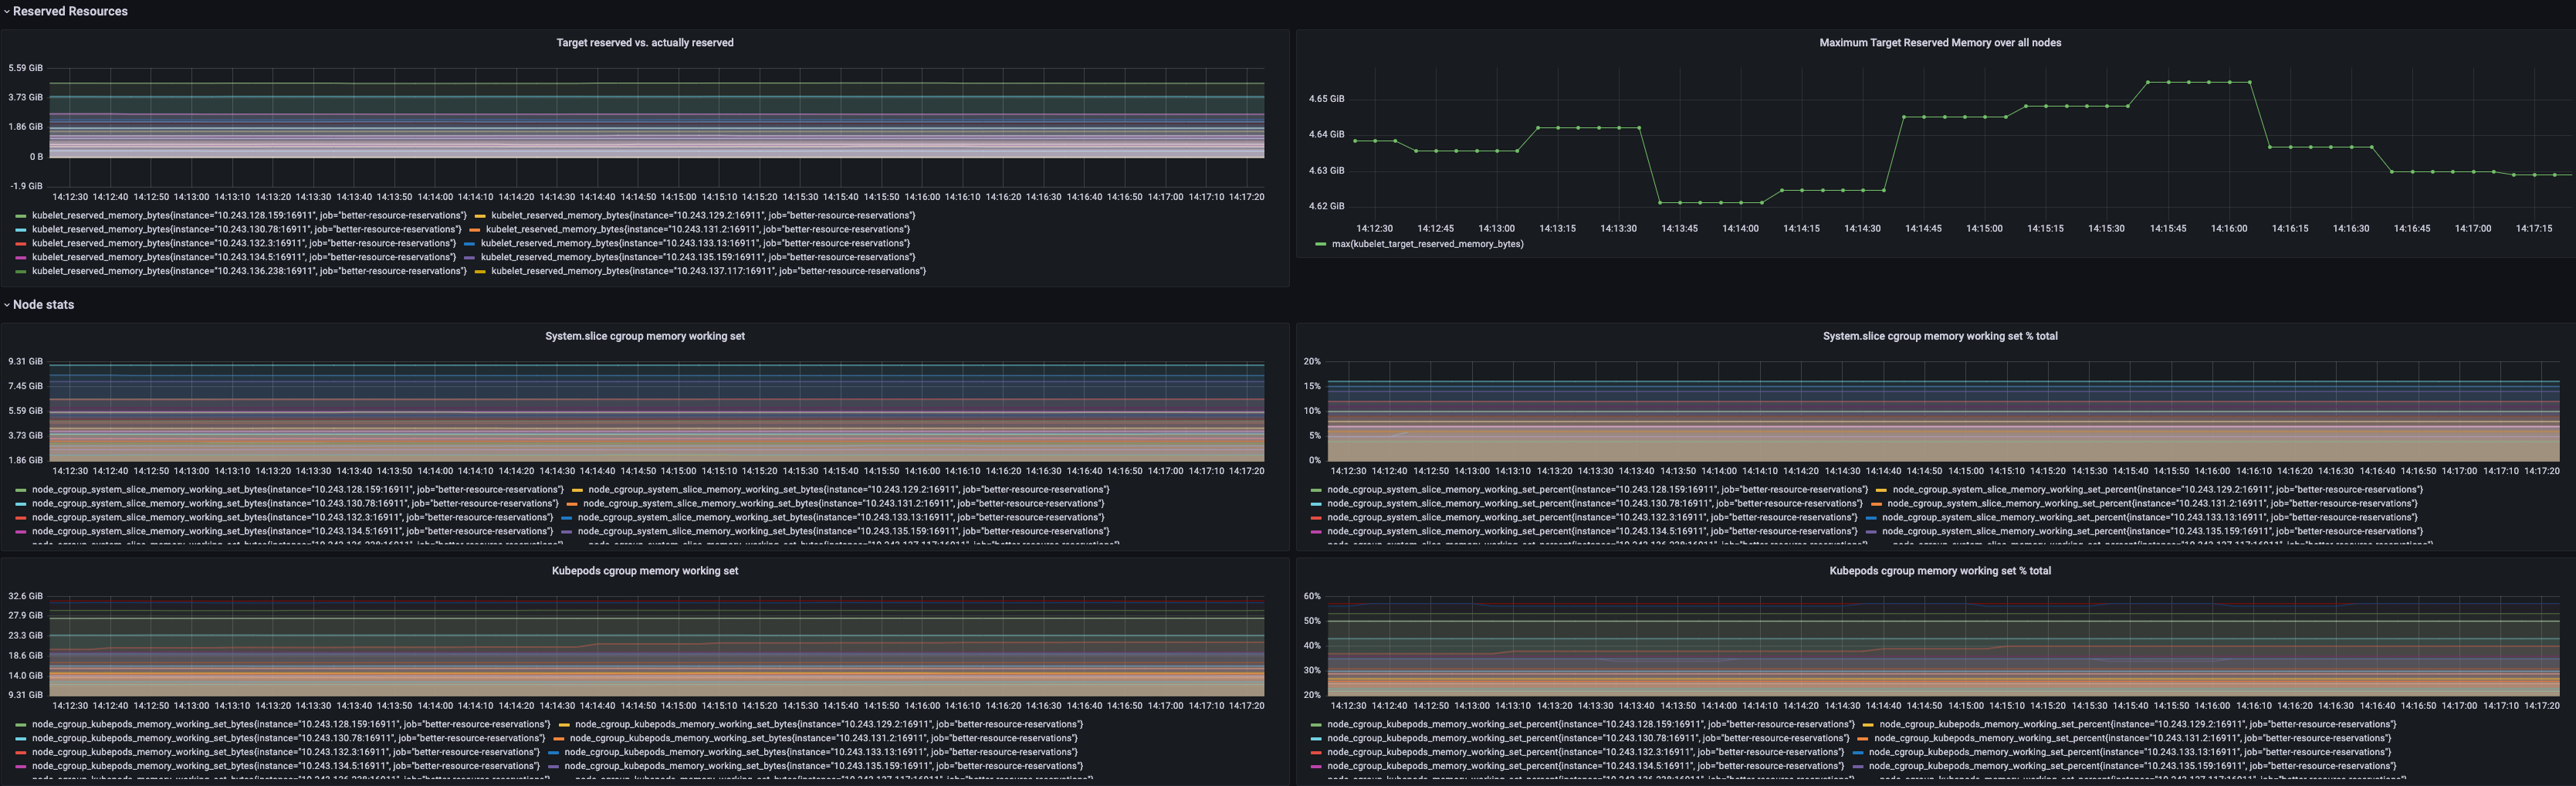 Reserved Resources
Target reserved vs. actually reserved
5.59 GiB
3.73 GiB
1.86 GiB
0 B
-1.9 GiB
14:12:30 14:12:40 14:12:50 14:13:00 14:13:10 14:13:20 14:13:30 14:13:40 14:13:50 14:14:00 14:14:10 14:14:20 14:14:30 14:14:40 14:14:50 14:15:00 14:15:10 14:15:20 14:15:30 14:15:40 14:15:50 14:16:00 14:16:10 14:16:20 14:16:30 14:16:40 14:16:50 14:17:00 14:17:10 14:17:20
kubelet_reserved_memory_bytes{instance="10.243.128.159:16911", job="better-resource-reservations"} kubelet_reserved_memory_bytes{instance="10.243.129.2:16911", job="better-resource-reservations"}
kubelet_reserved_memory_bytes{instance="10.243.130.78:16911", job="better-resource-reservations"} kubelet_reserved_memory_bytes{instance="10.243.131.2:16911", job="better-resource-reservations"}
kubelet_reserved_memory_bytes{instance="10.243.132.3:16911", job="better-resource-reservations"} kubelet_reserved_memory_bytes{instance="10.243.133.13:16911", job="better-resource-reservations"}
kubelet_reserved_memory_bytes{instance="10.243.134.5:16911", job="better-resource-reservations"} kubelet_reserved_memory_bytes{instance="10.243.135.159:16911", job="better-resource-reservations"}
kubelet_reserved_memory_bytes{instance="10.243.136.238:16911", job="better-resource-reservations"} kubelet_reserved_memory_bytes{instance="10.243.137.117:16911", job="better-resource-reservations"}
Maximum Target Reserved Memory over all nodes
4.65 GiB
4.64 GiB
4.63 GiB
4.62 GiB
14:12:30 14:12:45 14:13:00 14:13:15 14:13:30 14:13:45 14:14:00 14:14:15 14:14:30 14:14:45 14:15:00 14:15:15 14:15:30 14:15:45 14:16:00 14:16:15 14:16:30 14:16:45 14:17:00 14:17:15
max(kubelet_target_reserved_memory_bytes)
Node stats
System.slice cgroup memory working set
9.31 GiB
7.45 GiB
5.59 GiB
3.73 GiB
1.86 GiB
14:12:30 14:12:40 14:12:50 14:13:00 14:13:10 14:13:20 14:13:30 14:13:40 14:13:50 14:14:00 14:14:10 14:14:20 14:14:30 14:14:40 14:14:50 14:15:00 14:15:10 14:15:20 14:15:30 14:15:40 14:15:50 14:16:00 14:16:10 14:16:20 14:16:30 14:16:40 14:16:50 14:17:00 14:17:10 14:17:20
node_cgroup_system_slice_memory_working_set_bytes{instance="10.243.128.159:16911", job="better-resource-reservations"} node_cgroup_system_slice_memory_working_set_bytes{instance="10.243.129.2:16911", job="better-resource-reservations"}
node_cgroup_system_slice_memory_working_set_bytes{instance="10.243.130.78:16911", job="better-resource-reservations"} node_cgroup_system_slice_memory_working_set_bytes{instance="10.243.131.2:16911", job="better-resource-reservations"}
node_cgroup_system_slice_memory_working_set_bytes{instance="10.243.132.3:16911", job="better-resource-reservations"} node_cgroup_system_slice_memory_working_set_bytes{instance="10.243.133.13:16911", job="better-resource-reservations"}
node_cgroup_system_slice_memory_working_set_bytes{instance="10.243.134.5:16911", job="better-resource-reservations"} node_cgroup_system_slice_memory_working_set_bytes{instance="10.243.135.159:16911", job="better-resource-reservations"}
System.slice cgroup memory working set % total
20%
15%
10%
5%
0%
14:12:30 14:12:40 14:12:50 14:13:00 14:13:10 14:13:20 14:13:30 14:13:40 14:13:50 14:14:00 14:14:10 14:14:20 14:14:30 14:14:40 14:14:50 14:15:00 14:15:10 14:15:20 14:15:30 14:15:40 14:15:50 14:16:00 14:16:10 14:16:20 14:16:30 14:16:40 14:16:50 14:17:00 14:17:10 14:17:20
node_cgroup_system_slice_memory_working_set_percent{instance="10.243.128.159:16911", job="better-resource-reservations"} node_cgroup_system_slice_memory_working_set_percent{instance="10.243.129.2:16911", job="better-resource-reservations"}
node_cgroup_system_slice_memory_working_set_percent{instance="10.243.130.78:16911", job="better-resource-reservations"} node_cgroup_system_slice_memory_working_set_percent{instance="10.243.131.2:16911", job="better-resource-reservations"}
node_cgroup_system_slice_memory_working_set_percent{instance="10.243.132.3:16911", job="better-resource-reservations"} node_cgroup_system_slice_memory_working_set_percent{instance="10.243.133.13:16911", job="better-resource-reservations"}
node_cgroup_system_slice_memory_working_set_percent{instance="10.243.134.5:16911", job="better-resource-reservations"} node_cgroup_system_slice_memory_working_set_percent{instance="10.243.135.159:16911", job="better-resource-reservations"}
Kubepods cgroup memory working set
32.6 GiB
27.9 GiB
23.3 GiB
18.6 GiB
14.0 GiB
9.31 GiB
14:12:30 14:12:40 14:12:50 14:13:00 14:13:10 14:13:20 14:13:30 14:13:40 14:13:50 14:14:00 14:14:10 14:14:20 14:14:30 14:14:40 14:14:50 14:15:00 14:15:10 14:15:20 14:15:30 14:15:40 14:15:50 14:16:00 14:16:10 14:16:20 14:16:30 14:16:40 14:16:50 14:17:00 14:17:10 14:17:20
node_cgroup_kubepods_memory_working_set_bytes{instance="10.243.128.159:16911", job="better-resource-reservations"} node_cgroup_kubepods_memory_working_set_bytes{instance="10.243.129.2:16911", job="better-resource-reservations"}
node_cgroup_kubepods_memory_working_set_bytes{instance="10.243.130.78:16911", job="better-resource-reservations"} node_cgroup_kubepods_memory_working_set_bytes{instance="10.243.131.2:16911", job="better-resource-reservations"}
node_cgroup_kubepods_memory_working_set_bytes{instance="10.243.132.3:16911", job="better-resource-reservations"} node_cgroup_kubepods_memory_working_set_bytes{instance="10.243.133.13:16911", job="better-resource-reservations"}
node_cgroup_kubepods_memory_working_set_bytes{instance="10.243.134.5:16911", job="better-resource-reservations"} node_cgroup_kubepods_memory_working_set_bytes{instance="10.243.135.159:16911", job="better-resource-reservations"}
Kubepods cgroup memory working set % total
60%
50%
40%
30%
20%
14:12:30 14:12:40 14:12:50 14:13:00 14:13:10 14:13:20 14:13:30 14:13:40 14:13:50 14:14:00 14:14:10 14:14:20 14:14:30 14:14:40 14:14:50 14:15:00 14:15:10 14:15:20 14:15:30 14:15:40 14:15:50 14:16:00 14:16:10 14:16:20 14:16:30 14:16:40 14:16:50 14:17:00 14:17:10 14:17:20
node_cgroup_kubepods_memory_working_set_percent{instance="10.243.128.159:16911", job="better-resource-reservations"} node_cgroup_kubepods_memory_working_set_percent{instance="10.243.129.2:16911", job="better-resource-reservations"}
node_cgroup_kubepods_memory_working_set_percent{instance="10.243.130.78:16911", job="better-resource-reservations"} node_cgroup_kubepods_memory_working_set_percent{instance="10.243.131.2:16911", job="better-resource-reservations"}
node_cgroup_kubepods_memory_working_set_percent{instance="10.243.132.3:16911", job="better-resource-reservations"} node_cgroup_kubepods_memory_working_set_percent{instance="10.243.133.13:16911", job="better-resource-reservations"}
node_cgroup_kubepods_memory_working_set_percent{instance="10.243.134.5:16911", job="better-resource-reservations"} node_cgroup_kubepods_memory_working_set_percent{instance="10.243.135.159:16911", job="better-resource-reservations"}